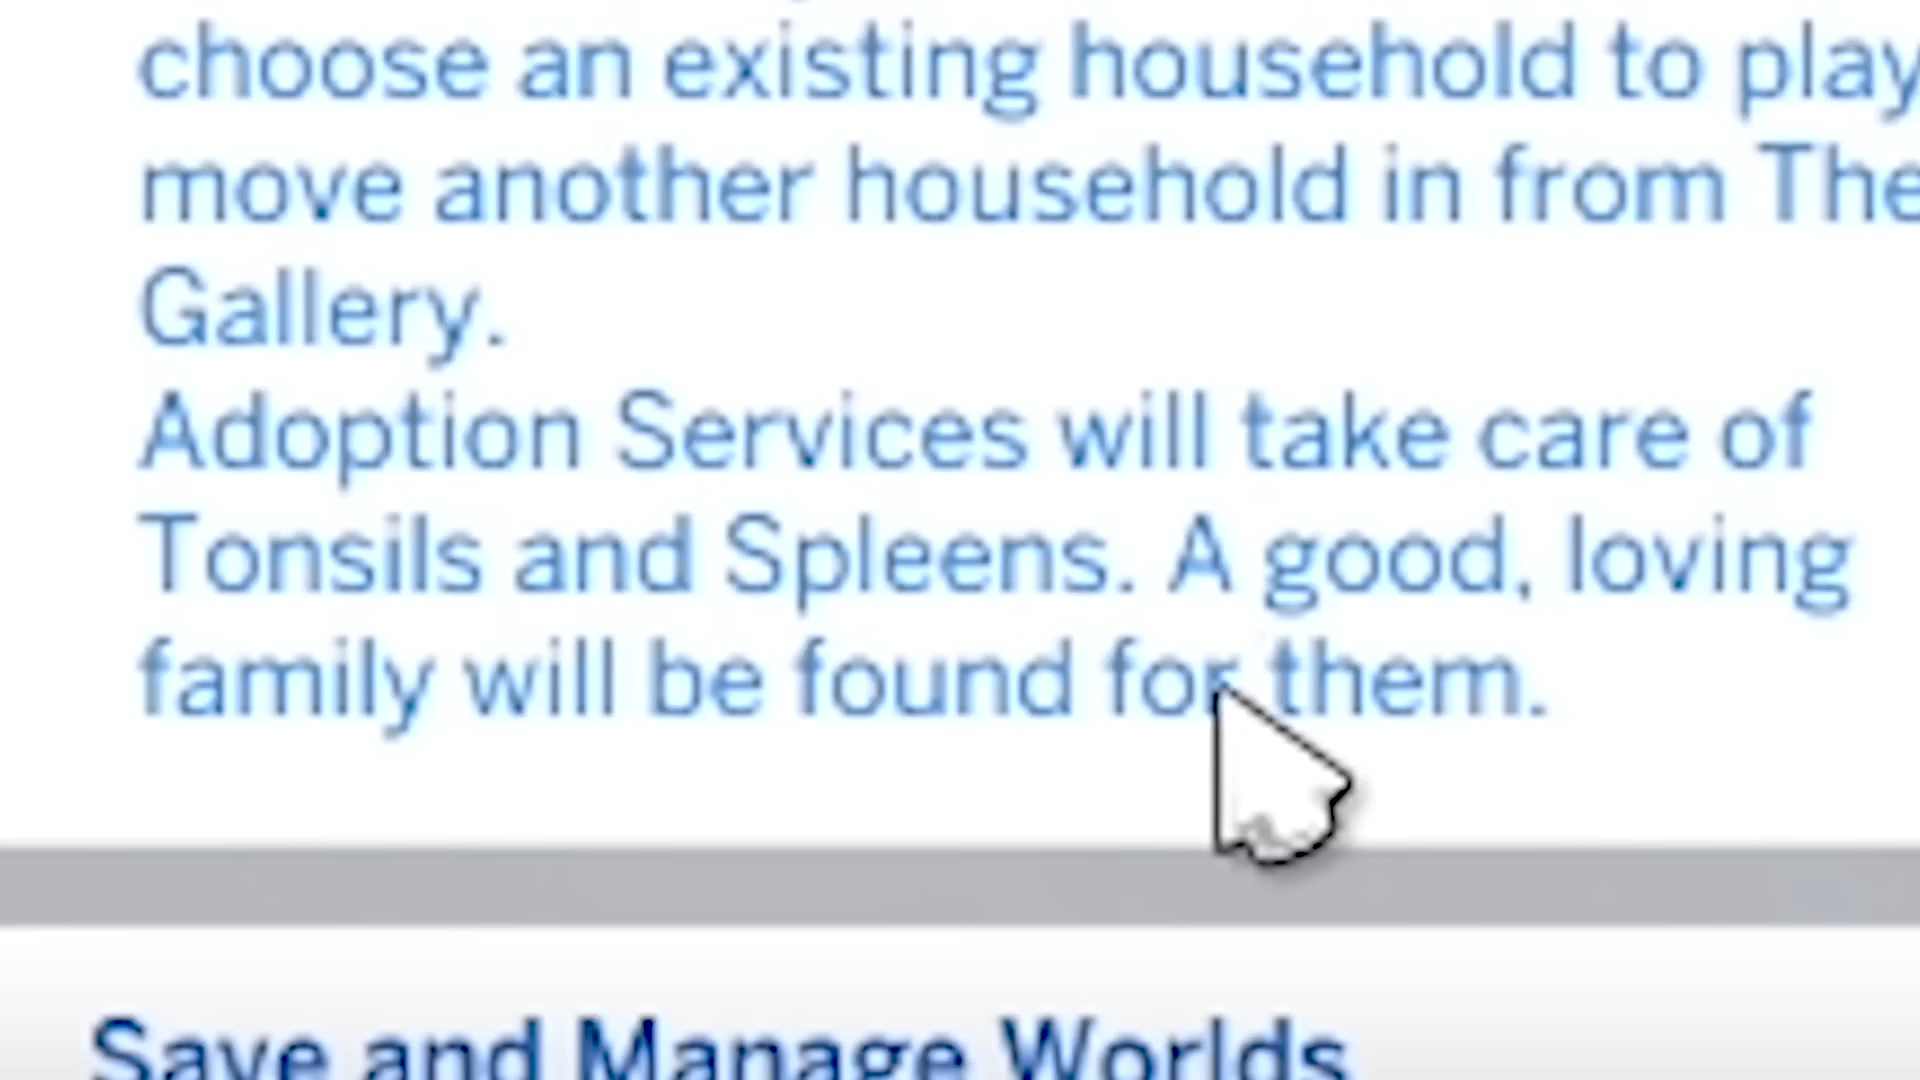 choose an existing household to play
move another household in from The
Gallery.
Adoption Services will take care of
Tonsils and Spleens. A good, loving
family will be found for them.
Save and Manage Worlds